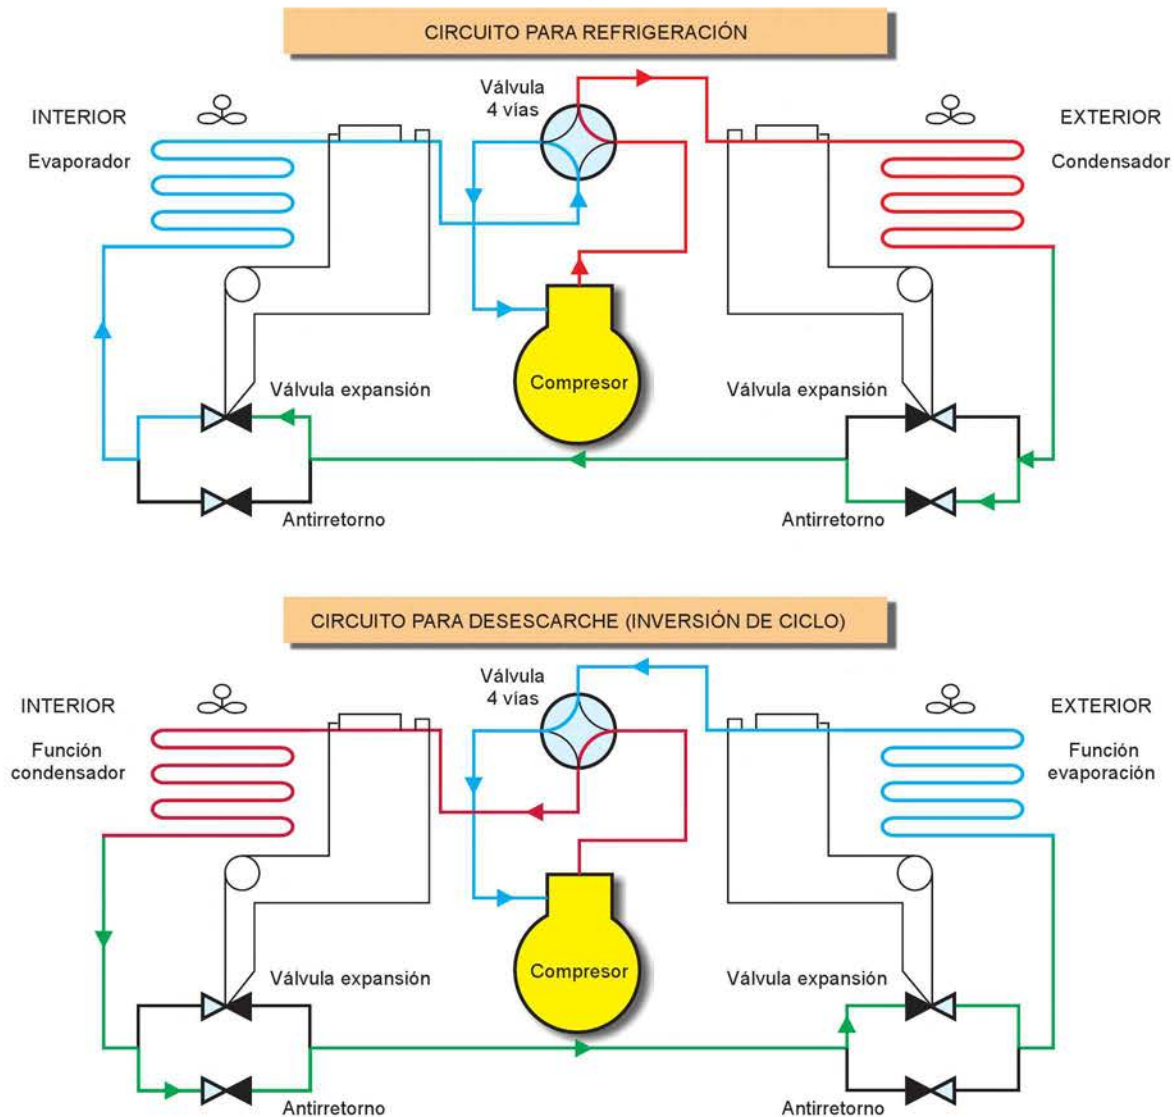 CIRCUITO PARA REFRIGERACIÓN
Válvula
4 vías
INTERIOR
Evaporador
EXTERIOR
Condensador
Compresor
Válvula expansión
Válvula expansión
Antirretorno
Antirretorno
CIRCUITO PARA DESESCARCHE (INVERSIÓN DE CICLO)
Válvula
4 vías
INTERIOR
Función
condensador
EXTERIOR
Función
evaporación
Compresor
Válvula expansión
Válvula expansión
Antirretorno
Antirretorno